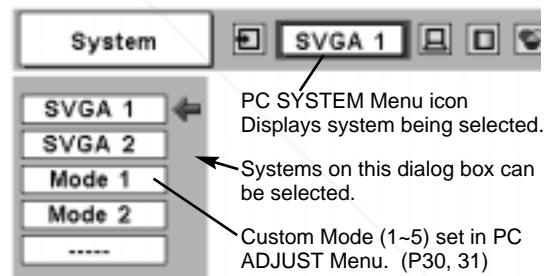 System
SVGA 1
PC SYSTEM Menu icon
Displays system being selected.
SVGA 1
SVGA 2
Mode 1
Mode 2
-----
Systems on this dialog box can
be selected.
Custom Mode (1~5) set in PC
ADJUST Menu. (P30, 31)